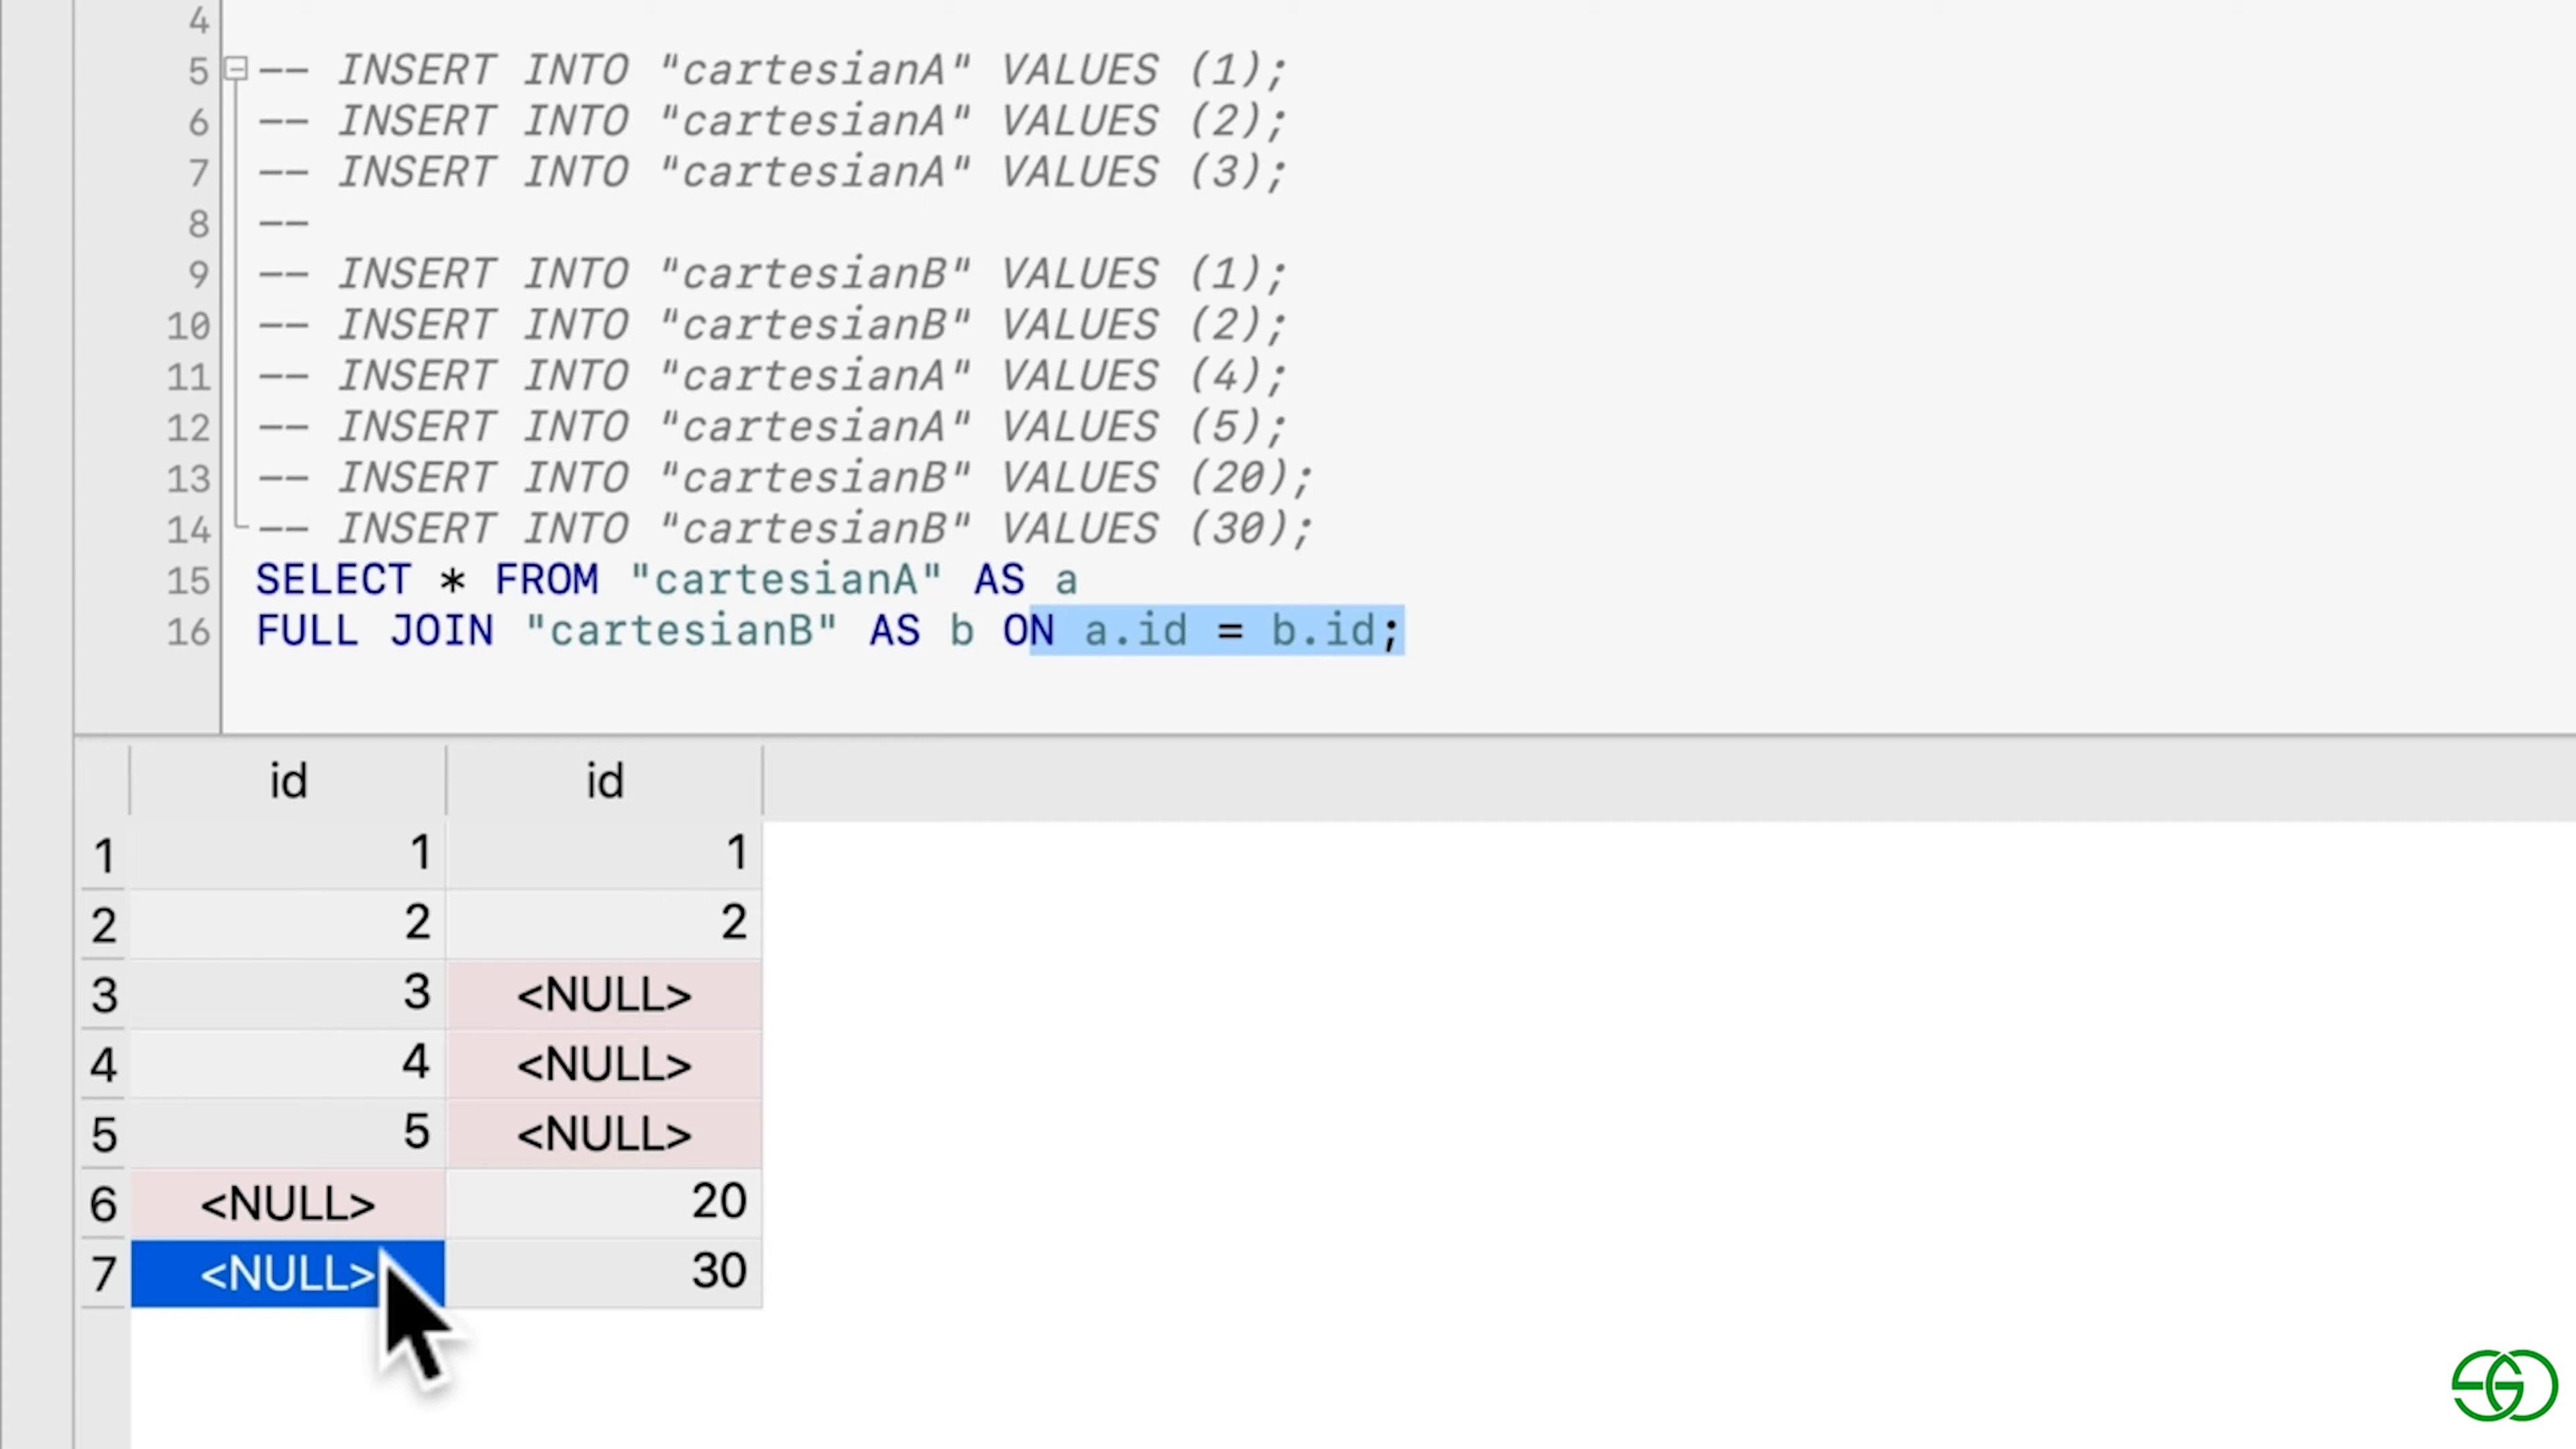 4
5 -- INSERT INTO "cartesianA" VALUES (1);
6 -- INSERT INTO "cartesianA" VALUES (2);
7 -- INSERT INTO "cartesianA" VALUES (3);
8 --
9 -- INSERT INTO "cartesianB" VALUES (1);
10 -- INSERT INTO "cartesianB" VALUES (2);
11 -- INSERT INTO "cartesianA" VALUES (4);
12 -- INSERT INTO "cartesianA" VALUES (5);
13 -- INSERT INTO "cartesianB" VALUES (20);
14 -- INSERT INTO "cartesianB" VALUES (30);
15 SELECT * FROM "cartesianA" AS a
16 FULL JOIN "cartesianB" AS b ON a.id = b.id;
id id
1 1 1
2 2 2
3 3 <NULL>
4 4 <NULL>
5 5 <NULL>
6 <NULL> 20
7 <NULL> 30